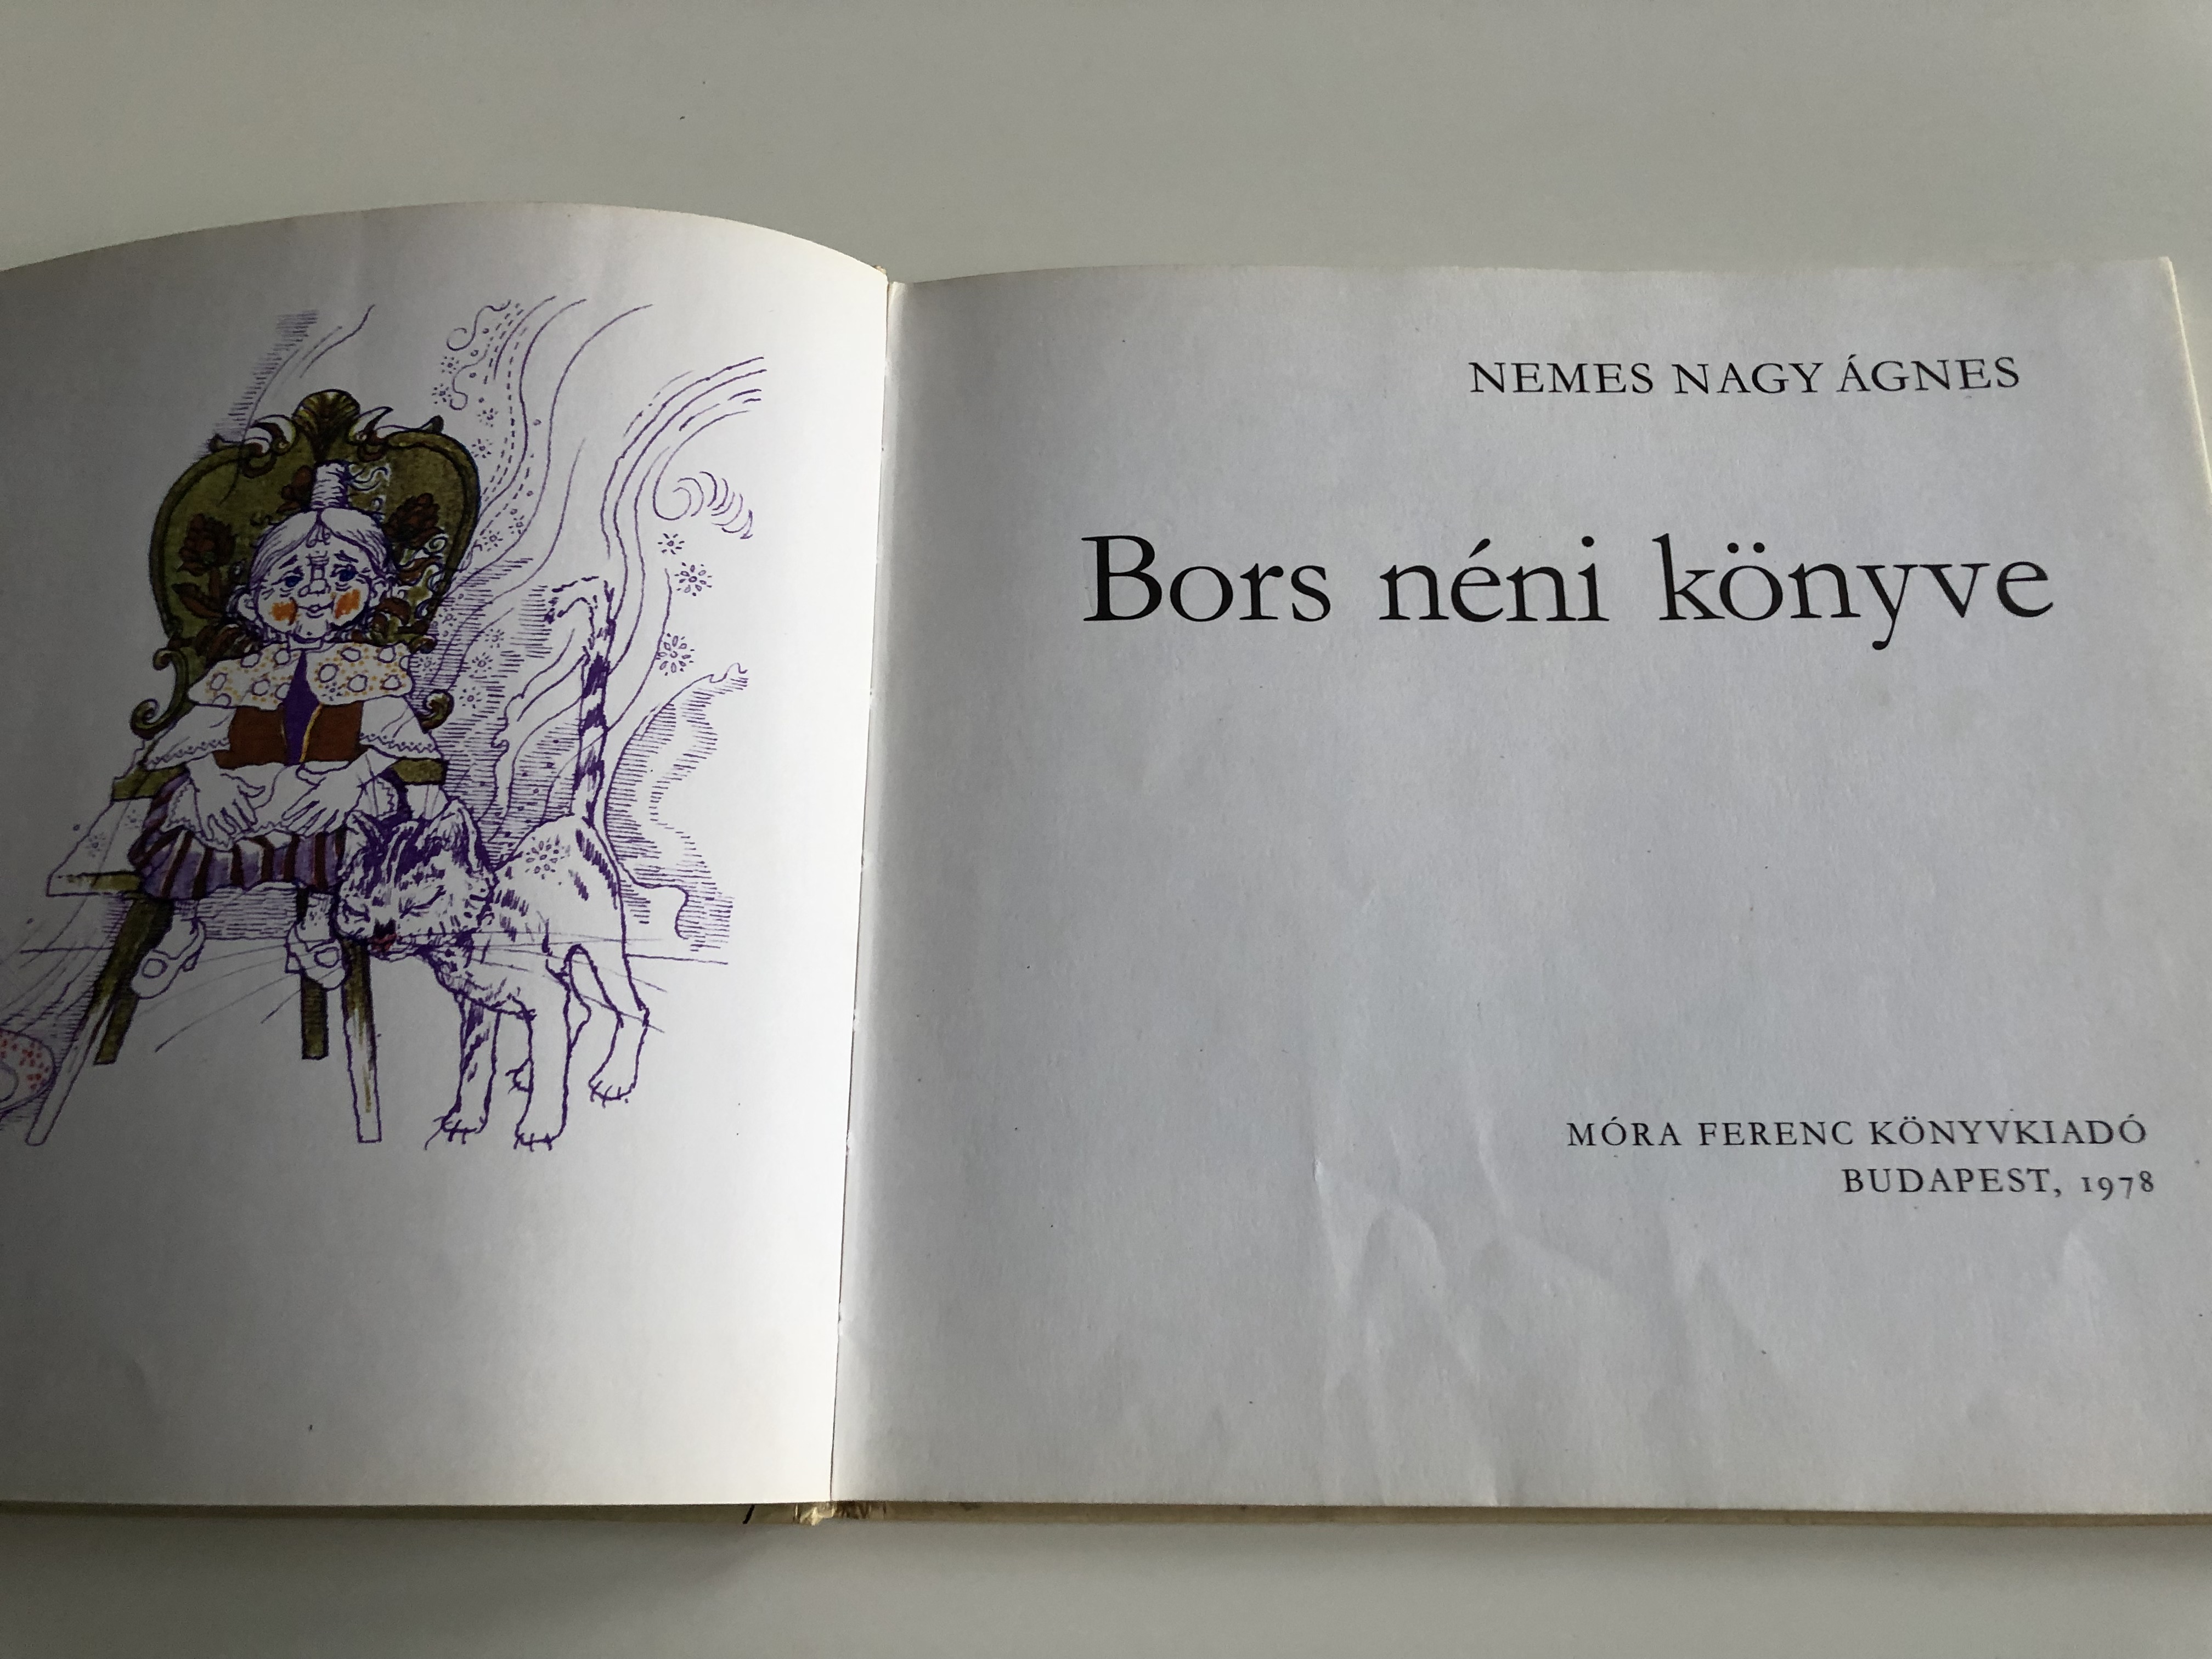 NEMES NAGY ÁGNES
Bors néni könyve
MÓRA FERENC KÖNYVKIADÓ
BUDAPEST, 1978